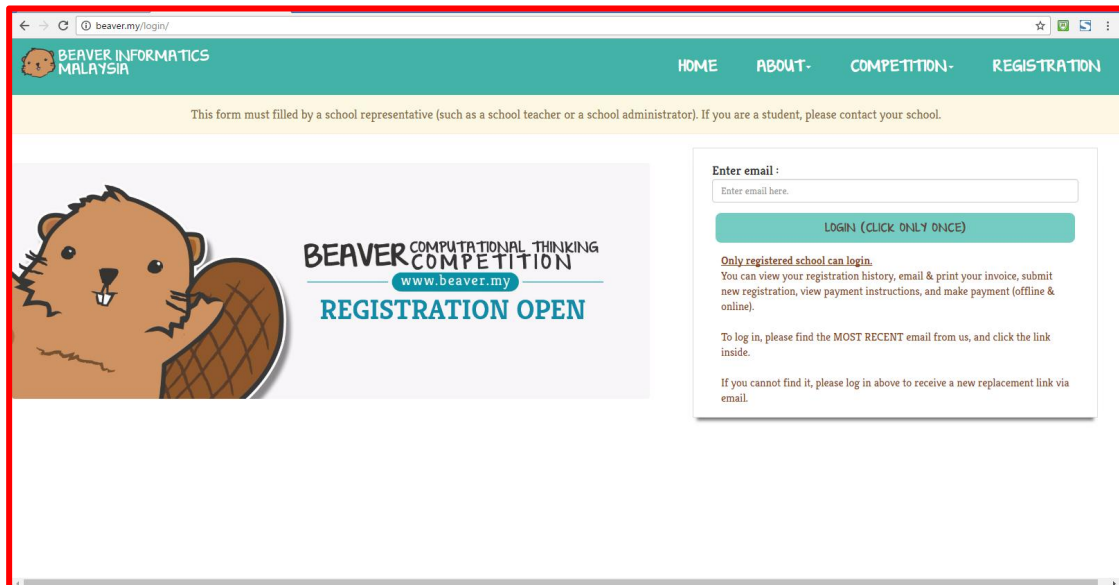 beaver.my/login/
BEAVER INFORMATICS
MALAYSIA
HOME ABOUT COMPETITION REGISTRATION
This form must filled by a school representative (such as a school teacher or a school administrator). If you are a student, please contact your school.
BEAVER COMPUTATIONAL THINKING
COMPETITION
www.beaver.my
REGISTRATION OPEN
Enter email :
Enter email here.
LOGIN (CLICK ONLY ONCE)
Only registered school can login.
You can view your registration history, email & print your invoice, submit
new registration, view payment instructions, and make payment (offline &
online).
To log in, please find the MOST RECENT email from us, and click the link
inside.
If you cannot find it, please log in above to receive a new replacement link via
email.